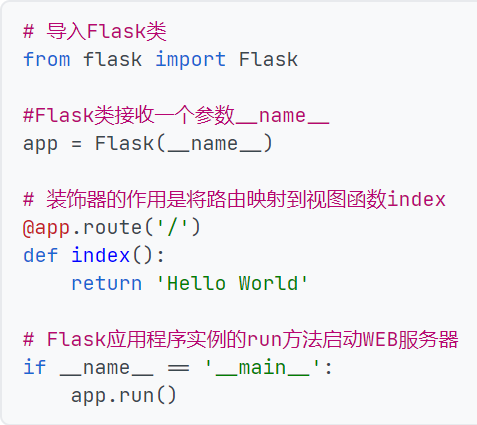 # 导入Flask类
from flask import Flask
#Flask类接收一个参数__name__
app = Flask(__name__)
# 装饰器的作用是将路由映射到视图函数index
@app.route('/')
def index():
    return 'Hello World'
# Flask应用程序实例的run方法启动WEB服务器
if __name__ == '__main__':
    app.run()